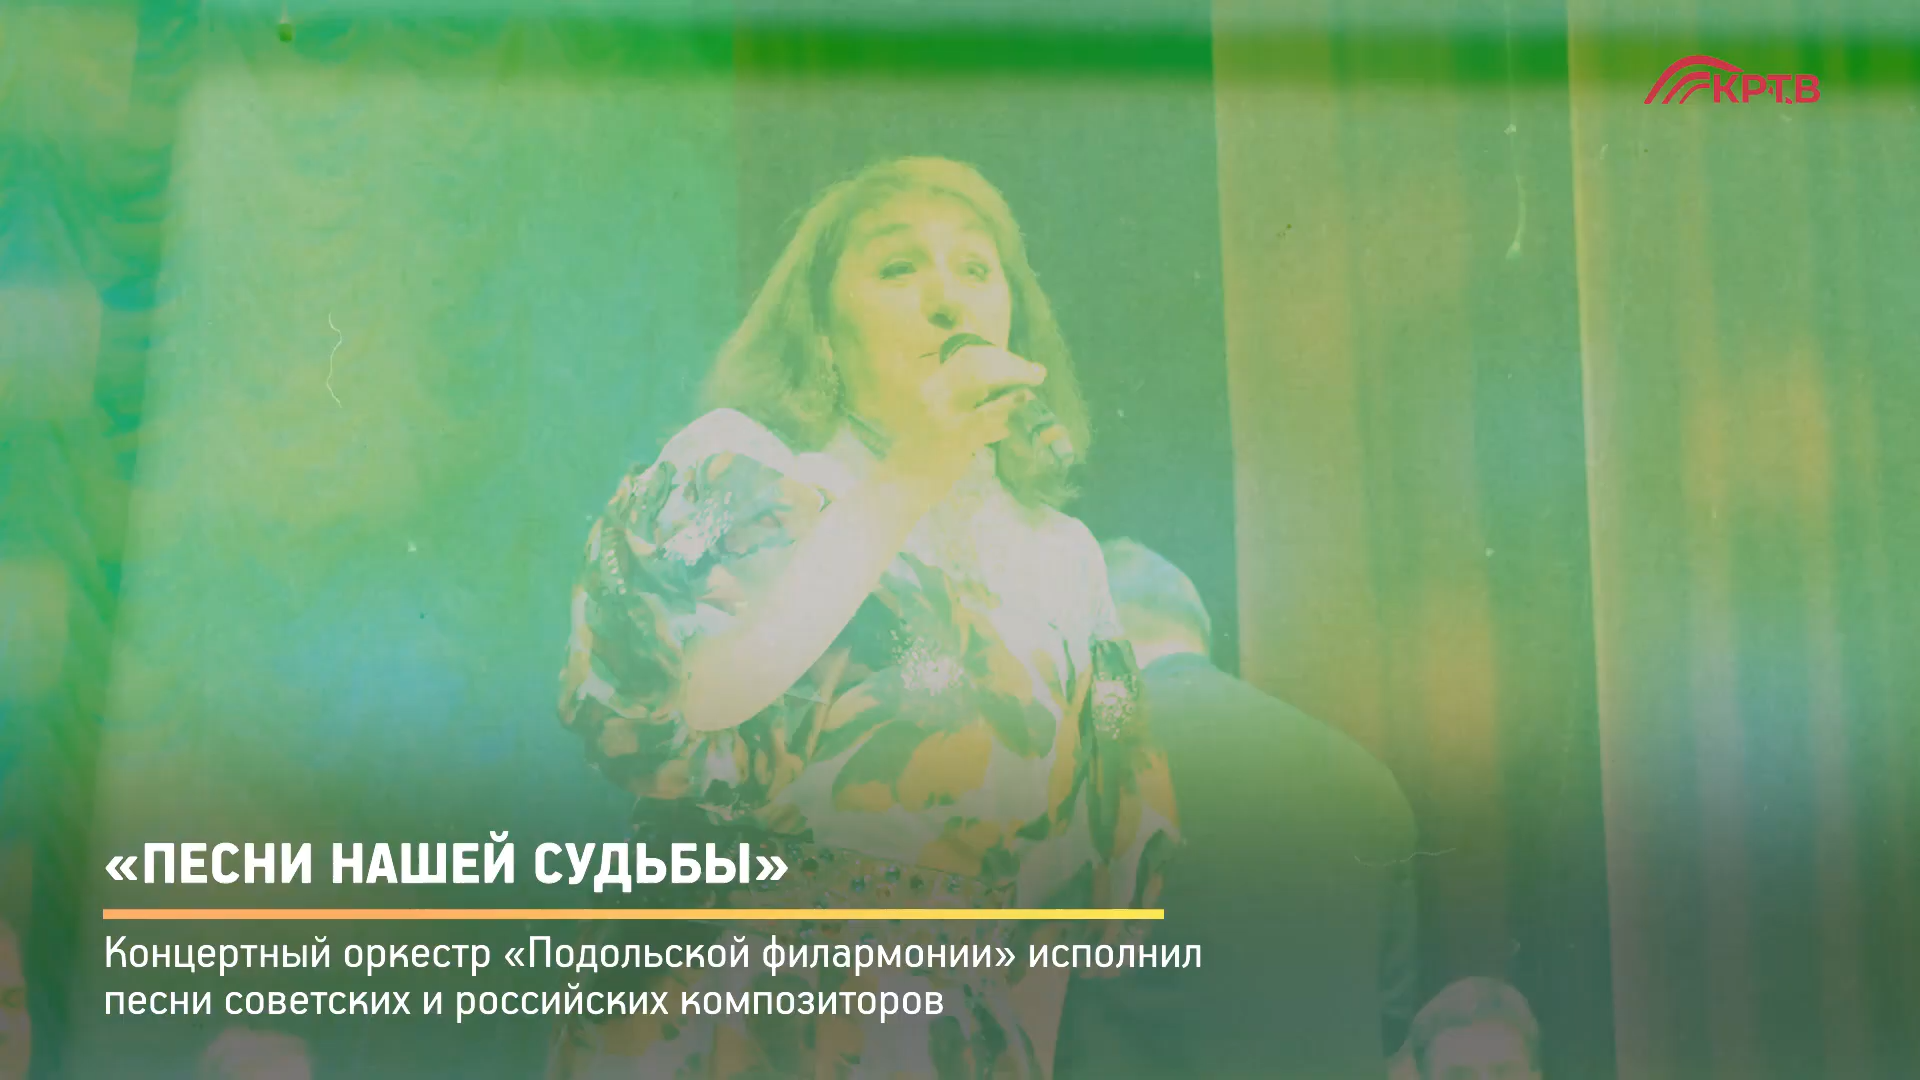 КРТВ
«ПЕСНИ НАШЕЙ СУДЬБЫ»
Концертный оркестр «Подольской филармонии» исполнил
песни советских и российских композиторов